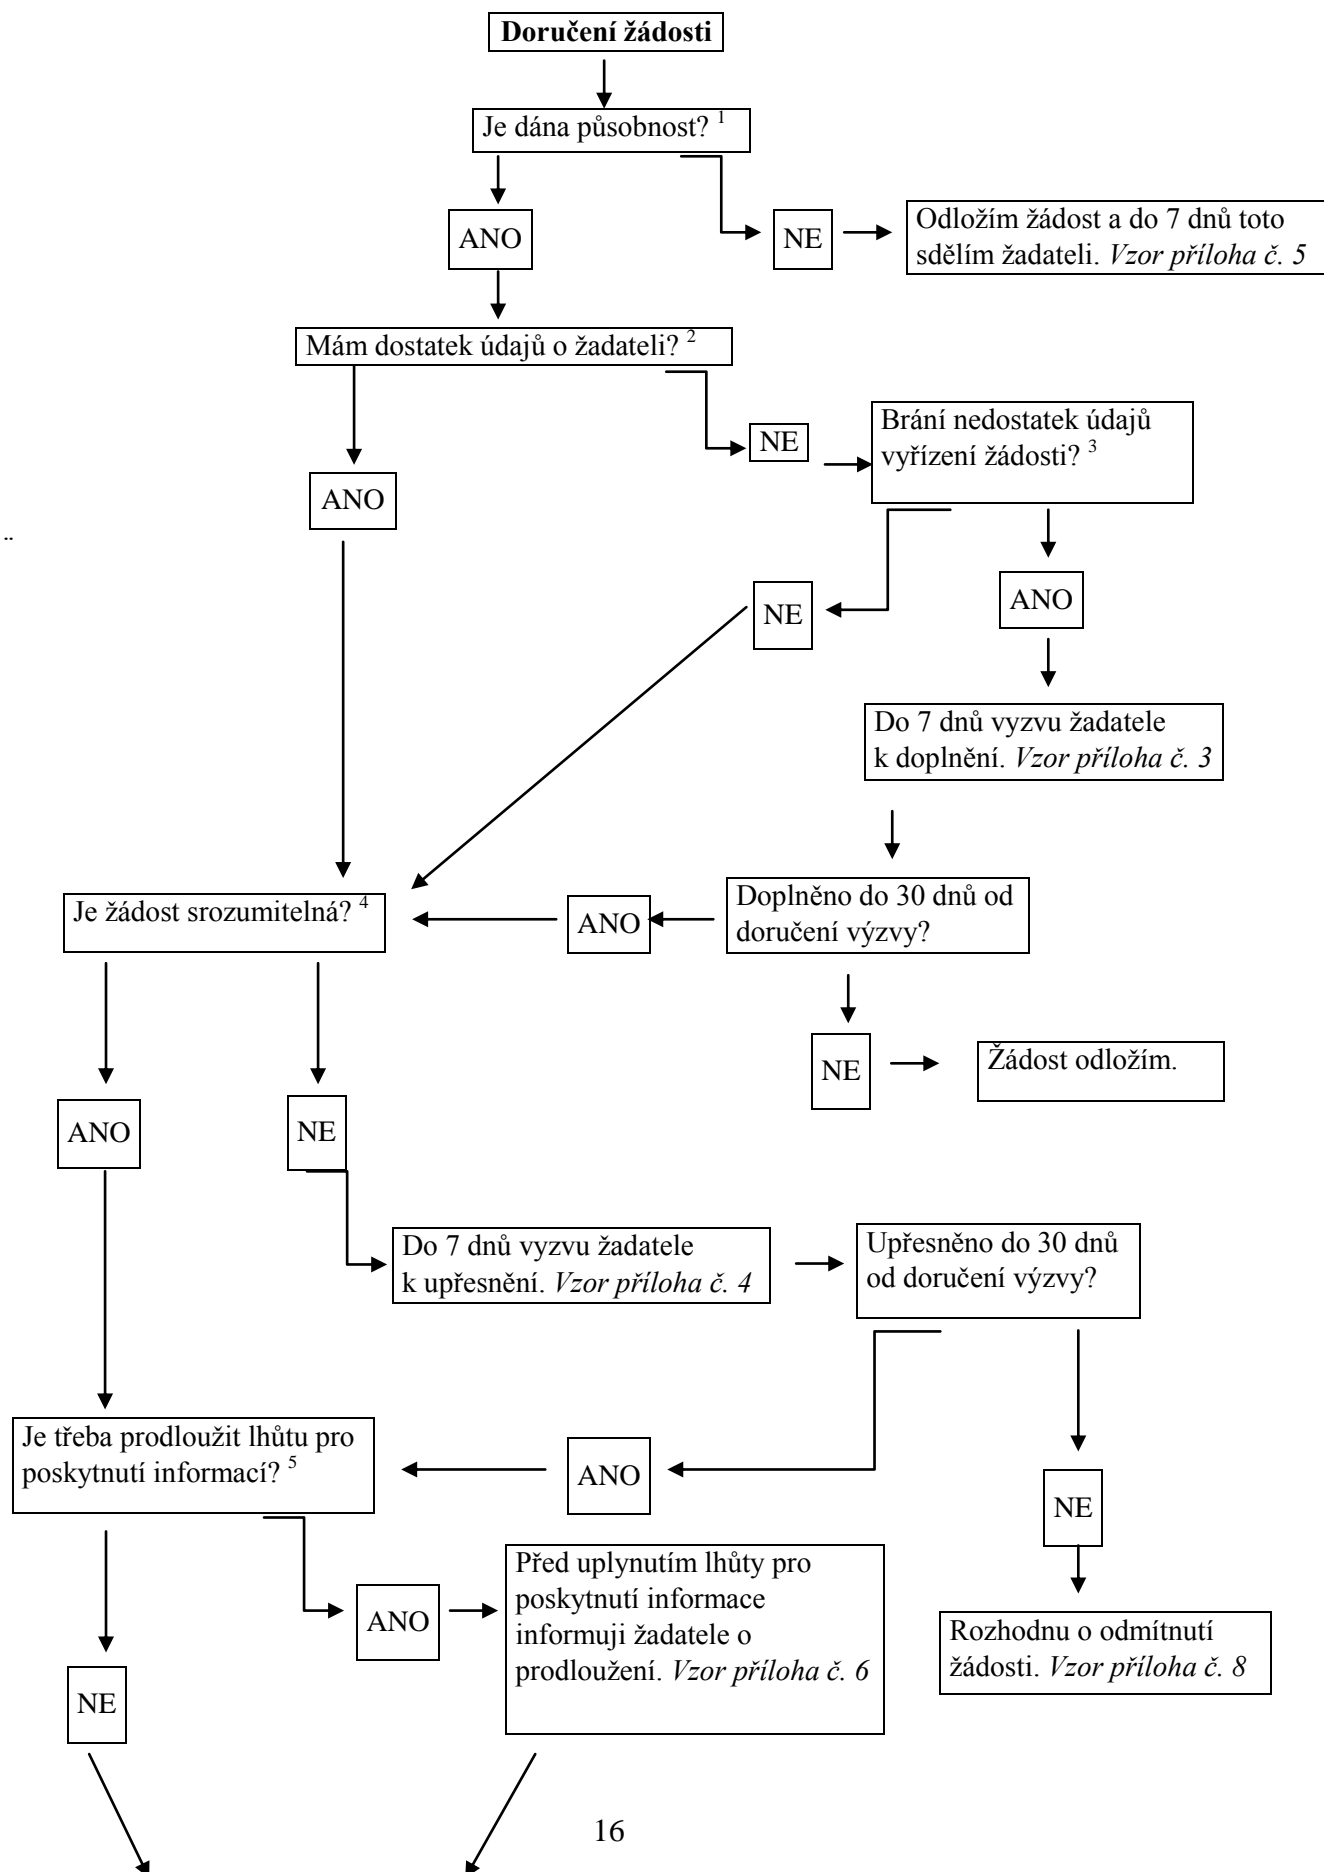 Doručení žádosti
Je dána působnost? 1
ANO
NE
Odložím žádost a do 7 dnů toto
sdělím žadateli. Vzor příloha č. 5
Mám dostatek údajů o žadateli? 2
NE
Brání nedostatek údajů
vyřízení žádosti? 3
ANO
¨
NE
ANO
Do 7 dnů vyzvu žadatele
k doplnění. Vzor příloha č. 3
Je žádost srozumitelná? 4
ANO
Doplněno do 30 dnů od
doručení výzvy?
NE
Žádost odložím.
ANO
NE
Do 7 dnů vyzvu žadatele
k upřesnění. Vzor příloha č. 4
Upřesněno do 30 dnů
od doručení výzvy?
Je třeba prodloužit lhůtu pro
poskytnutí informací? 5
ANO
NE
ANO
Před uplynutím lhůty pro
poskytnutí informace
informuji žadatele o
prodloužení. Vzor příloha č. 6
Rozhodnu o odmítnutí
žádosti. Vzor příloha č. 8
NE
16